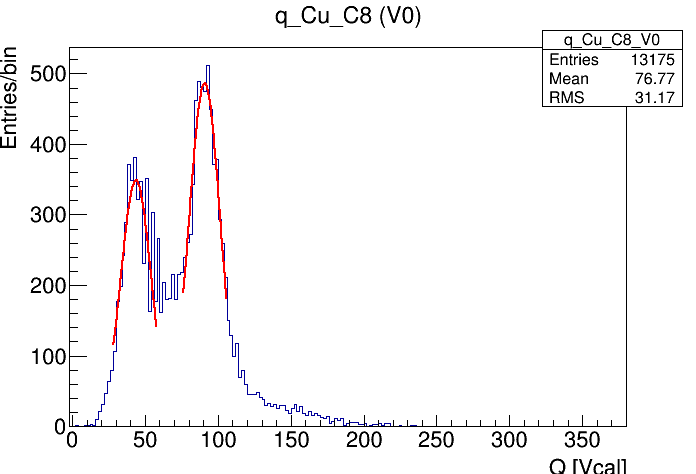 q_Cu_C8 (V0)
q_Cu_C8_V0
Entries 13175
Mean 76.77
RMS 31.17
Entries/bin
500
400
300
200
100
0
0 50 100 150 200 250 300 350
Q [Vcal]